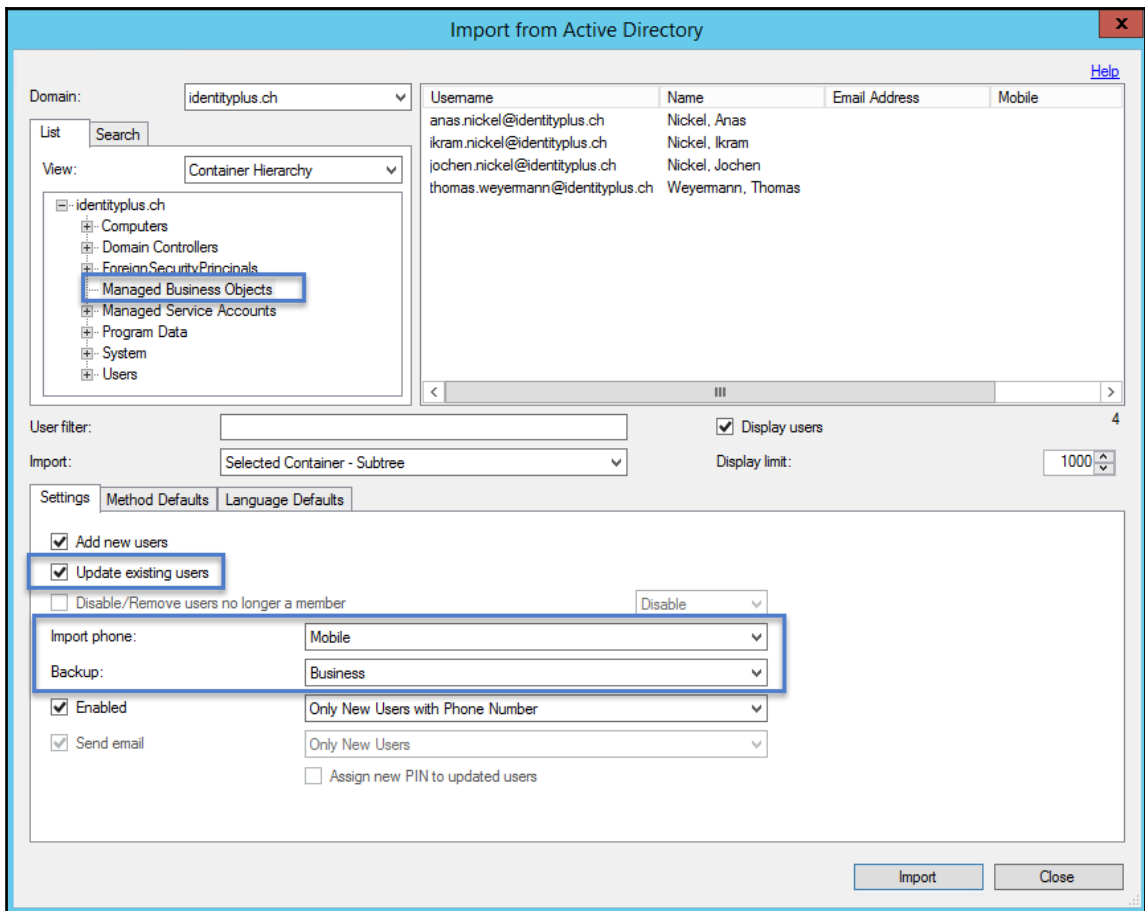 Import from Active Directory
x
Help
Domain:
identityplus.ch
List
Search
View:
Container Hierarchy
identityplus.ch
Computers
Domain Controllers
ForeignSecurityPrincipals
Managed Business Objects
Managed Service Accounts
Program Data
System
Users
Username Name Email Address Mobile
anas.nickel@identityplus.ch Nickel, Anas
ikram.nickel@identityplus.ch Nickel, Ikram
jochen.nickel@identityplus.ch Nickel, Jochen
thomas.weyermann@identityplus.ch Weyermann, Thomas
4
User filter:
Display users
Import:
Selected Container - Subtree
Display limit:
1000
Settings
Method Defaults
Language Defaults
Add new users
Update existing users
Disable/Remove users no longer a member
Disable
Import phone:
Mobile
Backup:
Business
Enabled
Only New Users with Phone Number
Send email
Only New Users
Assign new PIN to updated users
Import
Close